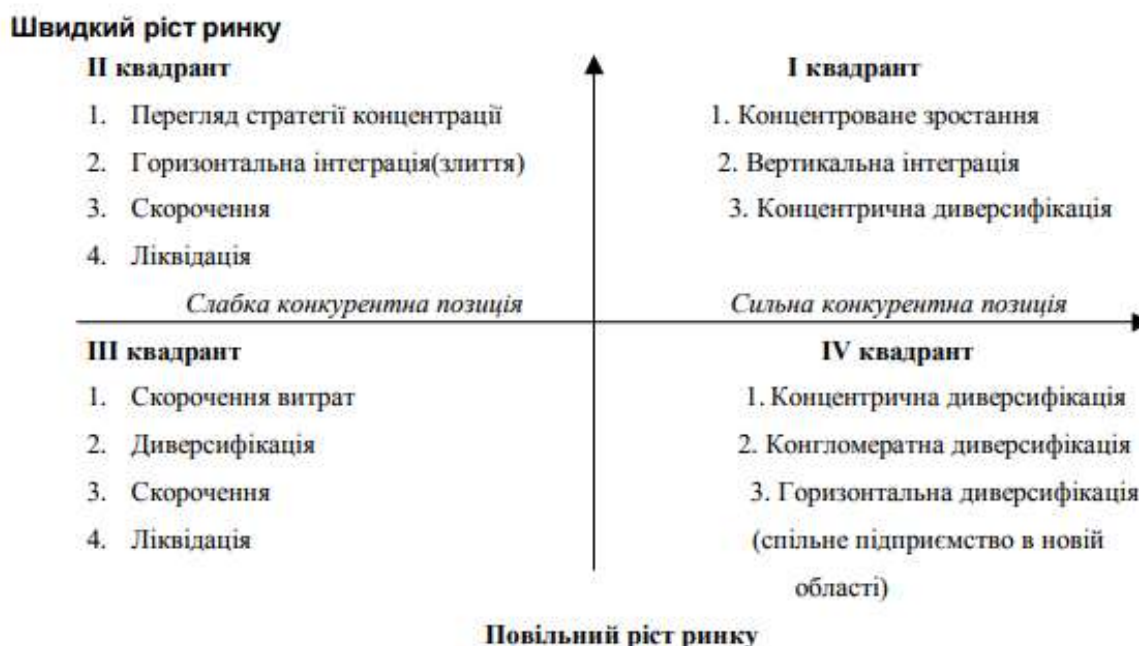 Швидкий ріст ринку
II квадрант
1. Перегляд стратегії концентрації
2. Горизонтальна інтеграція(злиття)
3. Скорочення
4. Ліквідація
Слабка конкурентна позиція
I квадрант
1. Концентроване зростання
2. Вертикальна інтеграція
3. Концентрична диверсифікація
Сильна конкурентна позиція
III квадрант
1. Скорочення витрат
2. Диверсифікація
3. Скорочення
4. Ліквідація
IV квадрант
1. Концентрична диверсифікація
2. Конгломератна диверсифікація
3. Горизонтальна диверсифікація
(спільне підприємство в новій
області)
Повільний ріст ринку